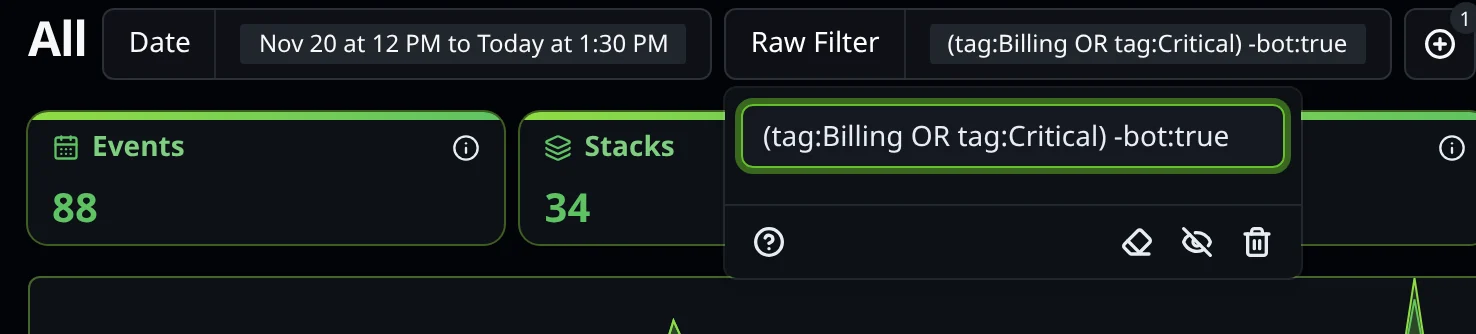 All
Date
Nov 20 at 12 PM to Today at 1:30 PM
Raw Filter
(tag:Billing OR tag:Critical) -bot:true
1
(tag:Billing OR tag:Critical) -bot:true
Events
88
Stacks
34